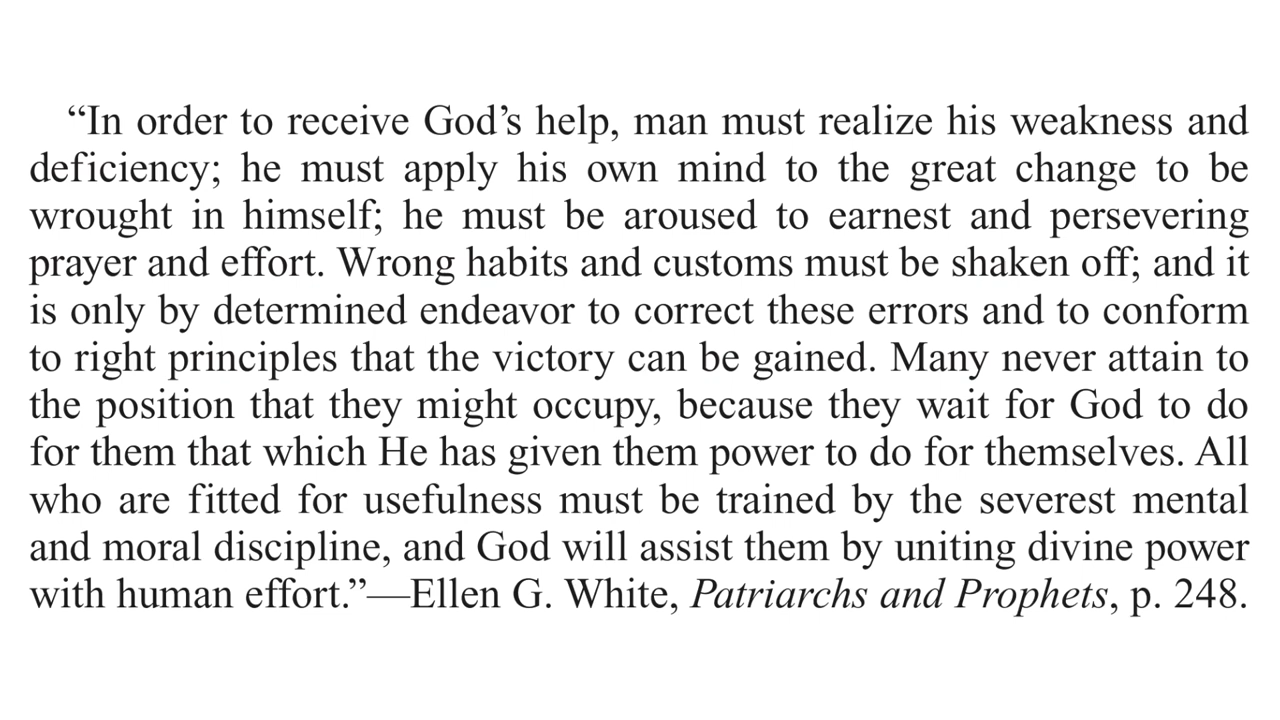 “In order to receive God’s help, man must realize his weakness and
deficiency; he must apply his own mind to the great change to be
wrought in himself; he must be aroused to earnest and persevering
prayer and effort. Wrong habits and customs must be shaken off; and it
is only by determined endeavor to correct these errors and to conform
to right principles that the victory can be gained. Many never attain to
the position that they might occupy, because they wait for God to do
for them that which He has given them power to do for themselves. All
who are fitted for usefulness must be trained by the severest mental
and moral discipline, and God will assist them by uniting divine power
with human effort.”—Ellen G. White, Patriarchs and Prophets, p. 248.